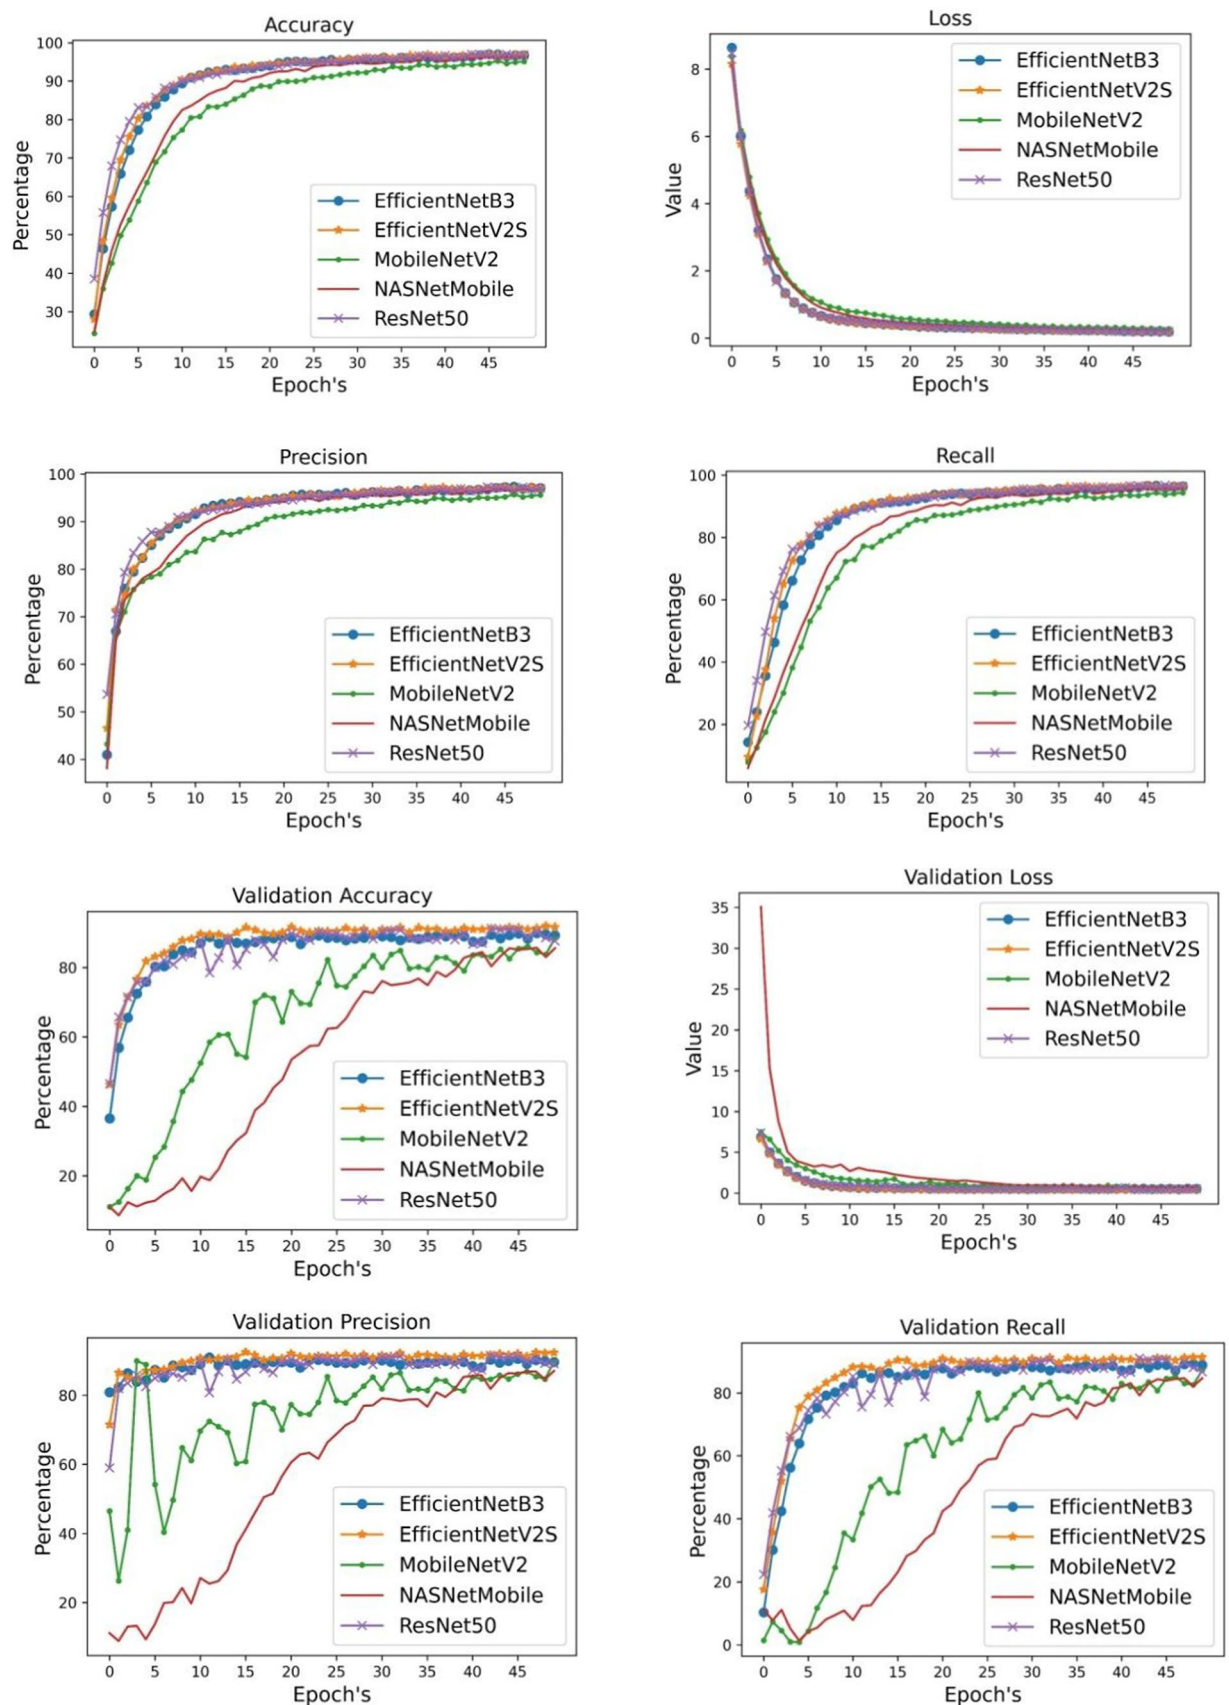 Accuracy
100
90
80
70
60
50
40
30
Percentage
EfficientNetB3
EfficientNetV2S
MobileNetV2
NASNetMobile
ResNet50
0 5 10 15 20 25 30 35 40 45
Epoch's
Loss
8
6
4
2
0
Value
EfficientNetB3
EfficientNetV2S
MobileNetV2
NASNetMobile
ResNet50
0 5 10 15 20 25 30 35 40 45
Epoch's
Precision
100
90
80
70
60
50
40
Percentage
EfficientNetB3
EfficientNetV2S
MobileNetV2
NASNetMobile
ResNet50
0 5 10 15 20 25 30 35 40 45
Epoch's
Recall
100
80
60
40
20
Percentage
EfficientNetB3
EfficientNetV2S
MobileNetV2
NASNetMobile
ResNet50
0 5 10 15 20 25 30 35 40 45
Epoch's
Validation Accuracy
80
60
40
20
Percentage
EfficientNetB3
EfficientNetV2S
MobileNetV2
NASNetMobile
ResNet50
0 5 10 15 20 25 30 35 40 45
Epoch's
Validation Loss
35
30
25
20
15
10
5
0
Value
EfficientNetB3
EfficientNetV2S
MobileNetV2
NASNetMobile
ResNet50
0 5 10 15 20 25 30 35 40 45
Epoch's
Validation Precision
80
60
40
20
Percentage
EfficientNetB3
EfficientNetV2S
MobileNetV2
NASNetMobile
ResNet50
0 5 10 15 20 25 30 35 40 45
Epoch's
Validation Recall
80
60
40
20
0
Percentage
EfficientNetB3
EfficientNetV2S
MobileNetV2
NASNetMobile
ResNet50
0 5 10 15 20 25 30 35 40 45
Epoch's